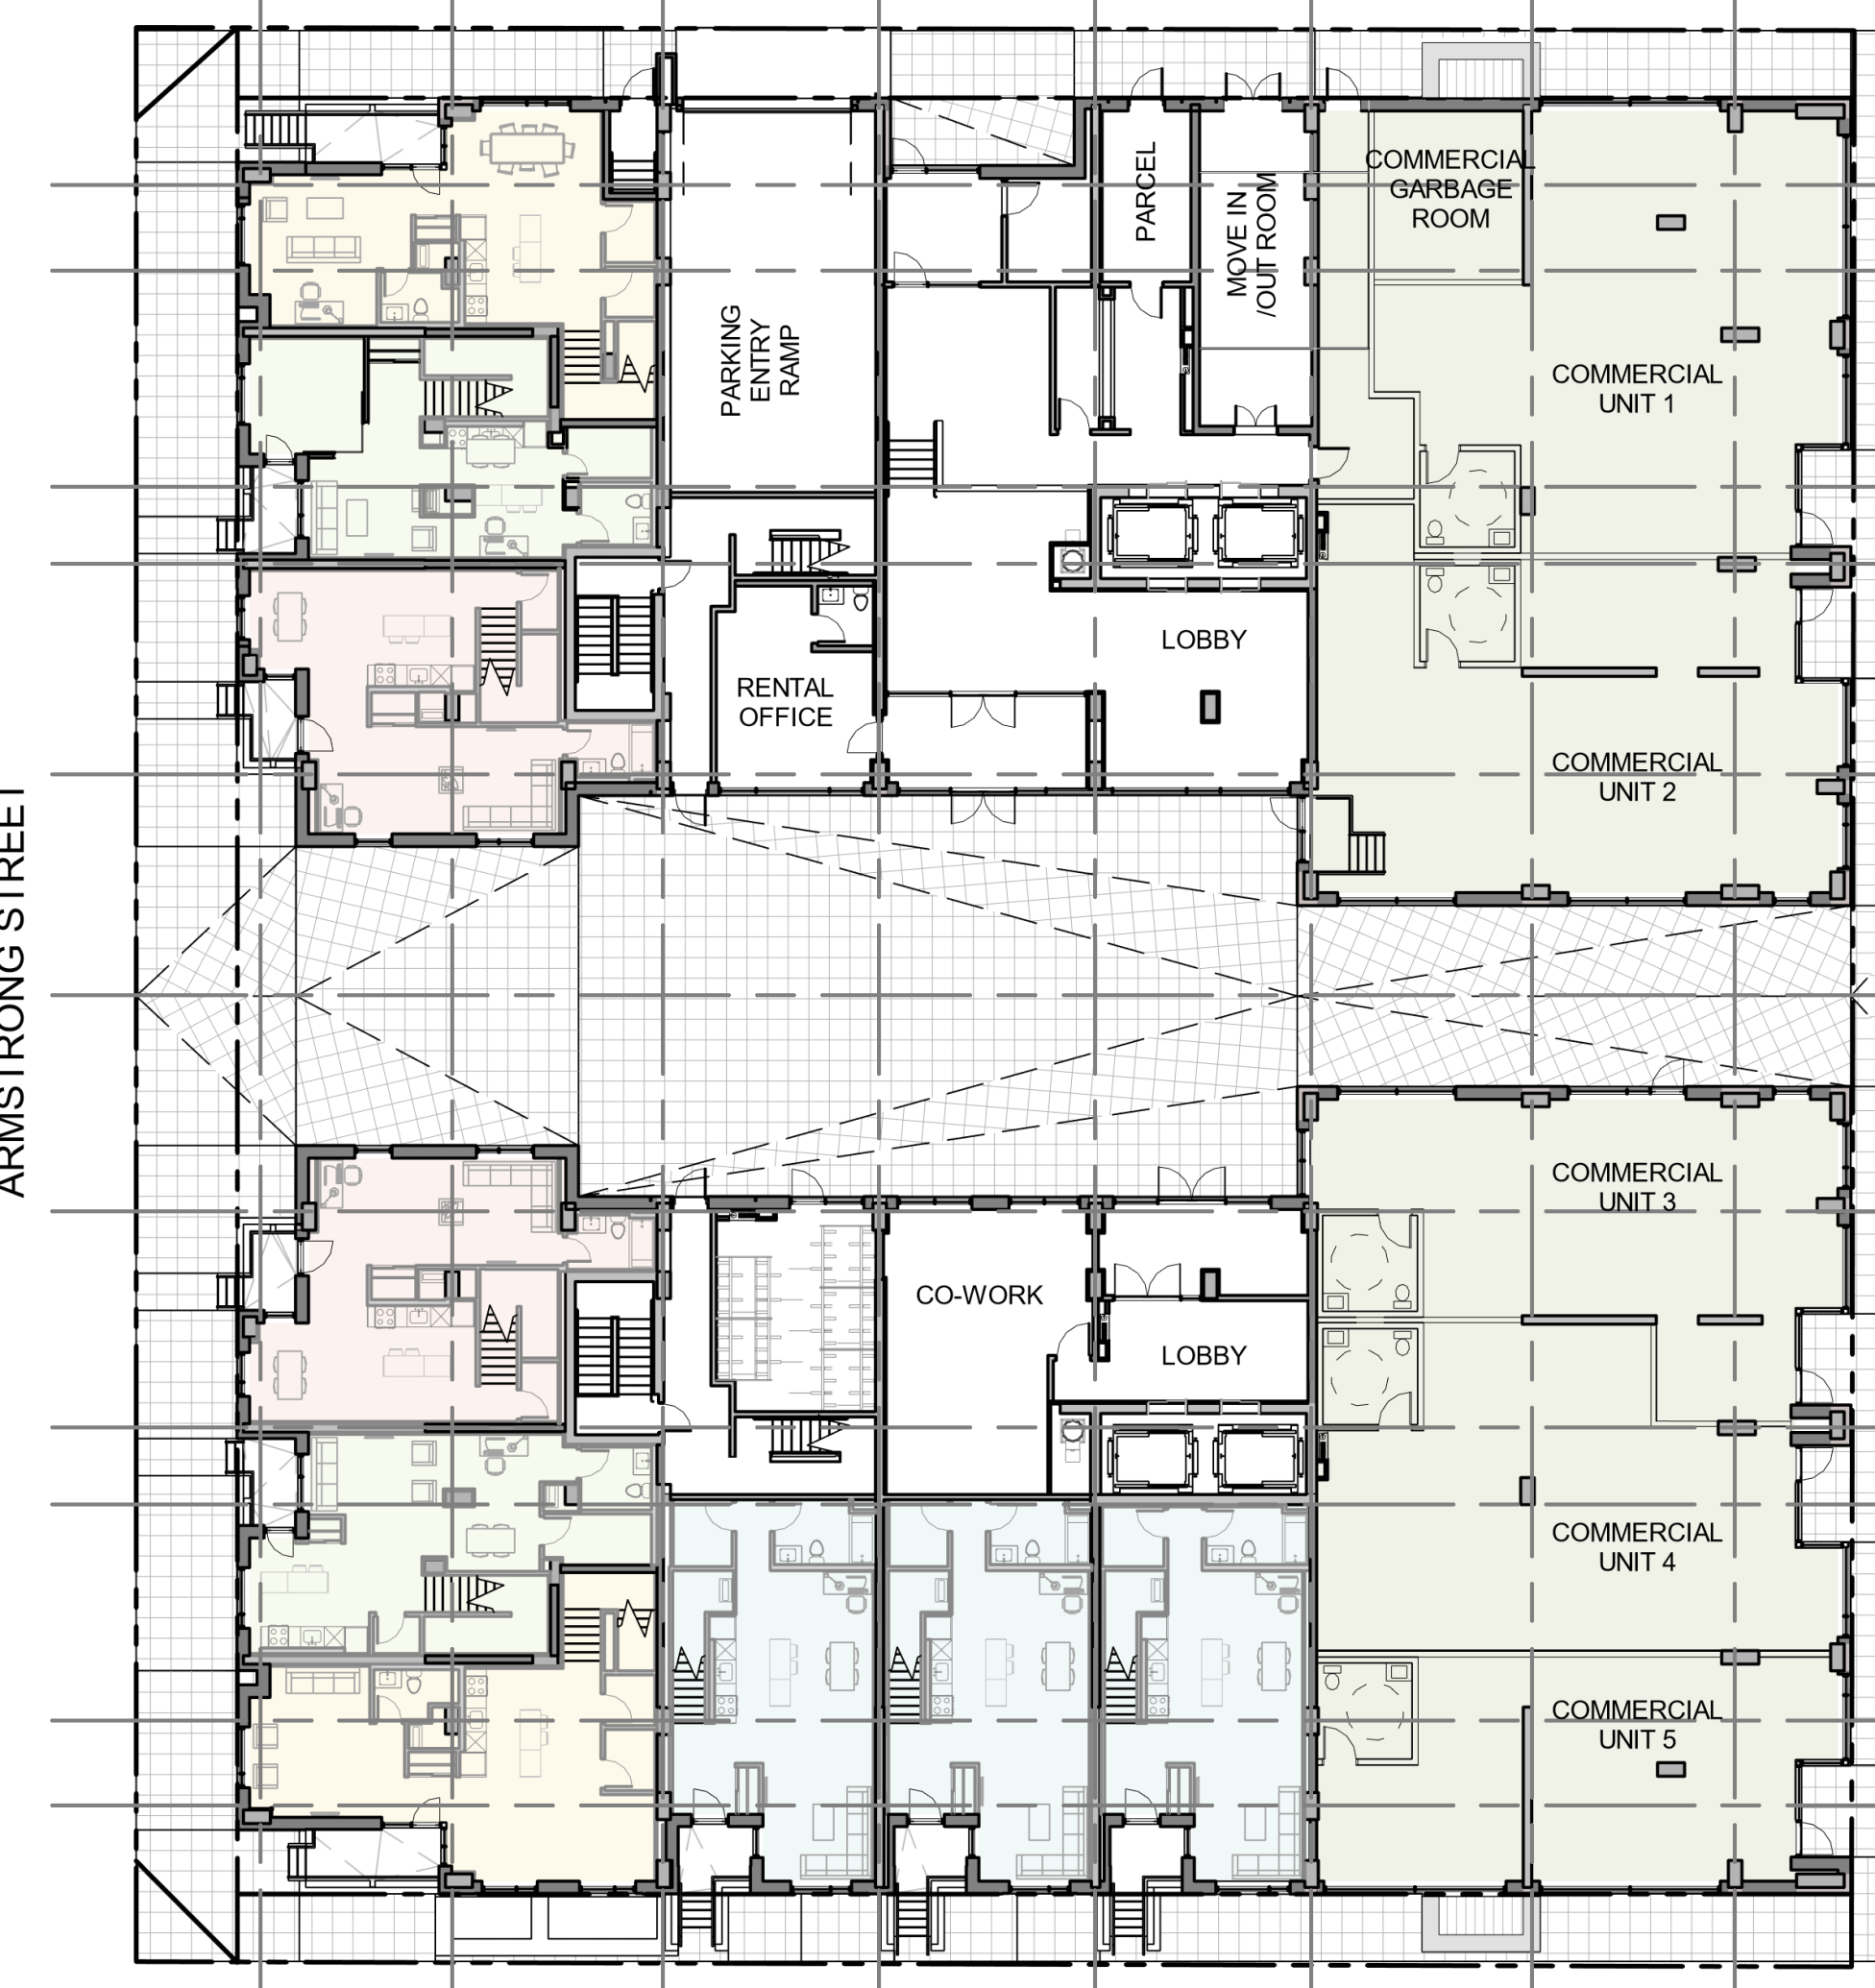 COMMERCIAL
GARBAGE
ROOM
PARCEL
MOVE IN
/OUT ROOM
PARKING
ENTRY
RAMP
COMMERCIAL
UNIT 1
LOBBY
RENTAL
OFFICE
COMMERCIAL
UNIT 2
ARMSTRONG STREET
COMMERCIAL
UNIT 3
CO-WORK
LOBBY
COMMERCIAL
UNIT 4
COMMERCIAL
UNIT 5